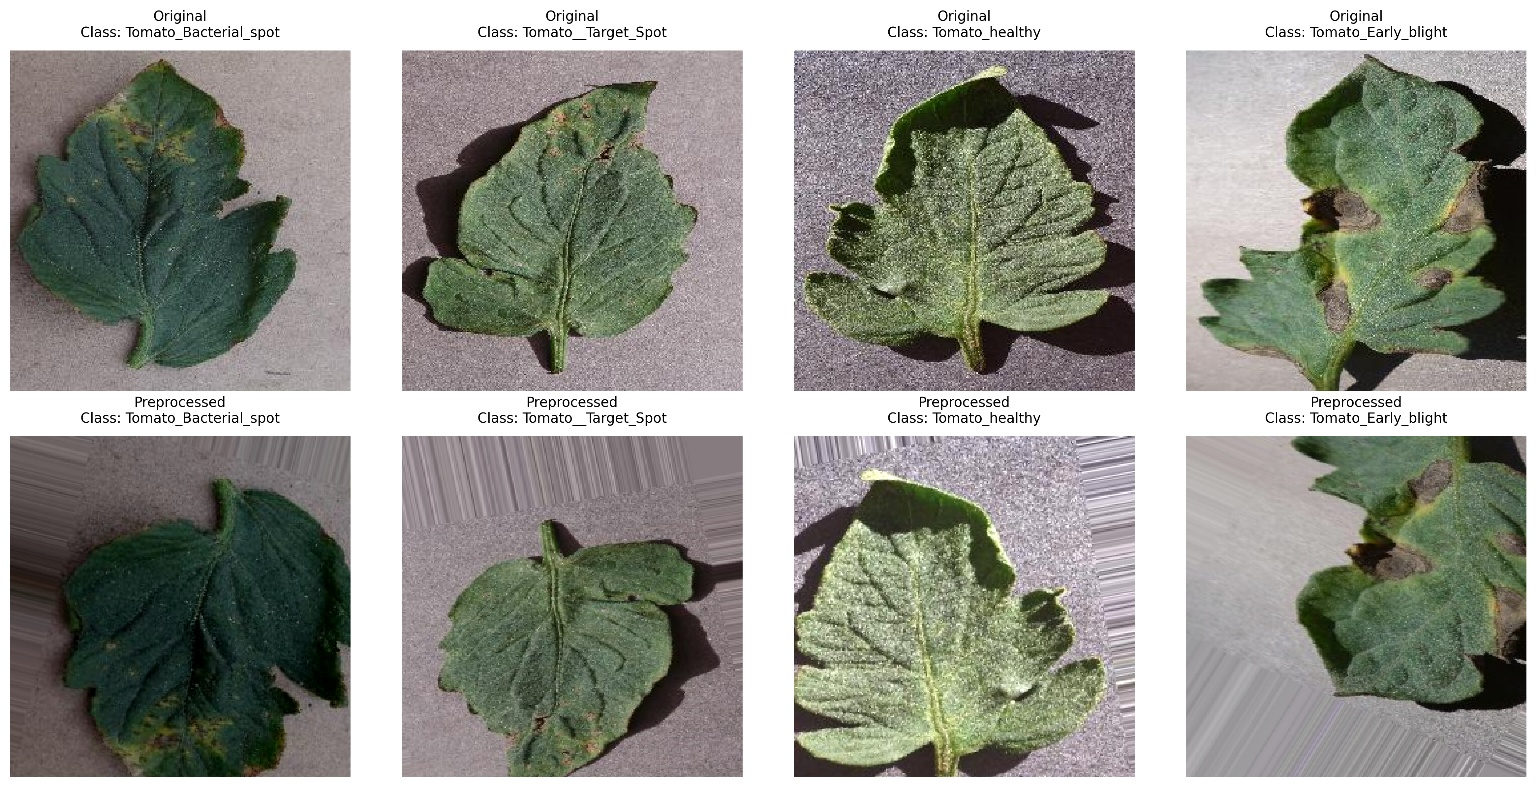 Original
Class: Tomato_Bacterial_spot
Original
Class: Tomato__Target_Spot
Original
Class: Tomato_healthy
Original
Class: Tomato_Early_blight
Preprocessed
Class: Tomato_Bacterial_spot
Preprocessed
Class: Tomato__Target_Spot
Preprocessed
Class: Tomato_healthy
Preprocessed
Class: Tomato_Early_blight